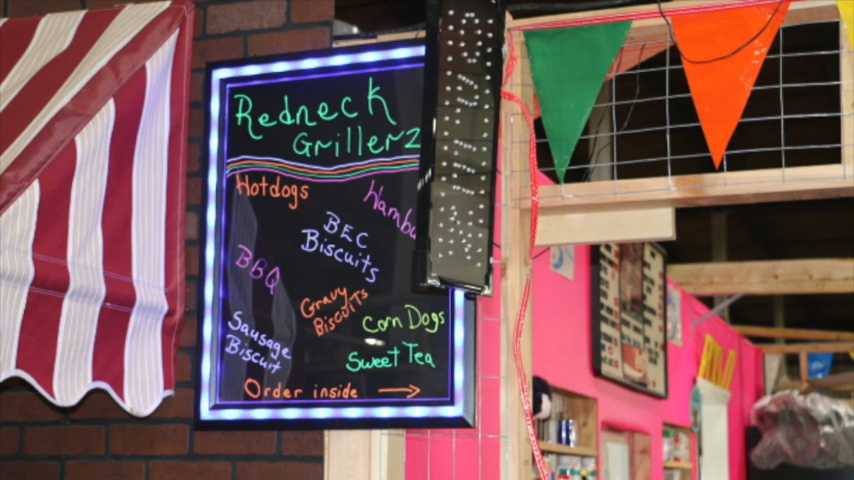 Redneck
Grillerz
Hotdogs
Hambu
BEC
Biscuits
BBQ
Gravy
Biscuits
Corn Dogs
Sausage
Biscuit
Sweet Tea
Order inside →